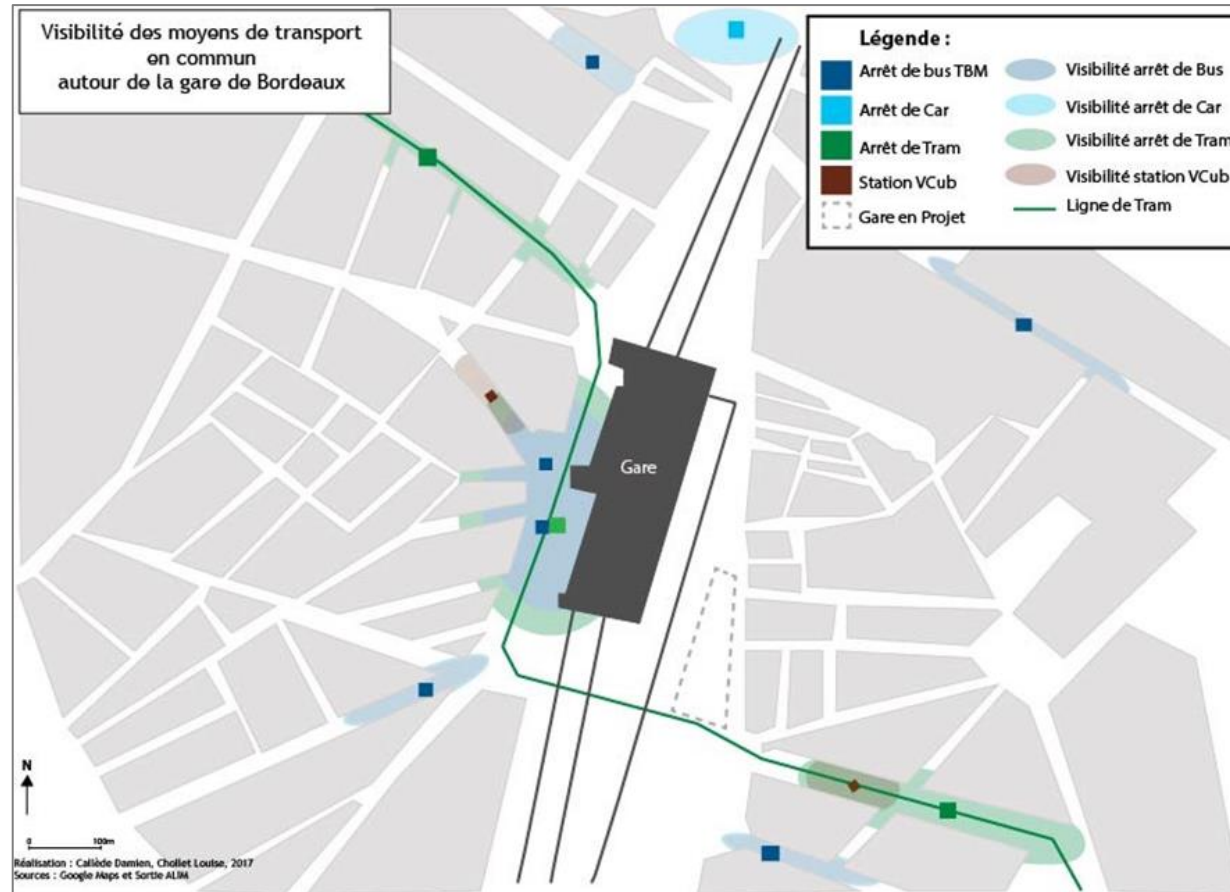 Visibilité des moyens de transport
en commun
autour de la gare de Bordeaux
Légende :
Arrêt de bus TBM
Arrêt de Car
Arrêt de Tram
Station VCub
Gare en Projet
Visibilité arrêt de Bus
Visibilité arrêt de Car
Visibilité arrêt de Tram
Visibilité station VCub
Ligne de Tram
Gare
N
0 100m
Réalisation : Callède Damien, Chollet Louise, 2017
Sources : Google Maps et Sortie ALIM